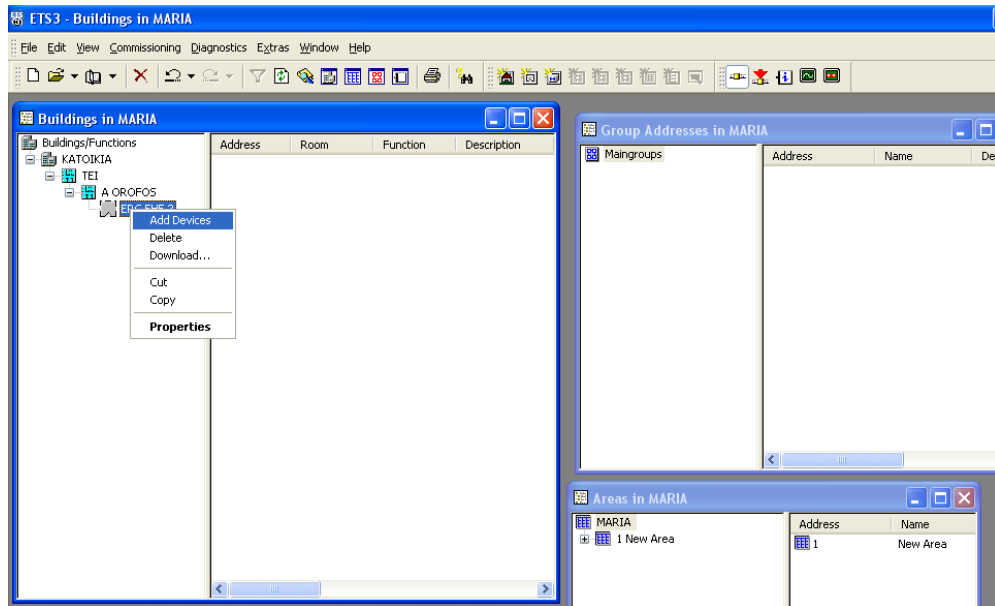 ETS3 - Buildings in MARIA
File Edit View Commissioning Diagnostics Extras Window Help
Buildings in MARIA
Buildings/Functions
KATOIKIA
TEI
A OROFOS
Address Room Function Description
Add Devices
Delete
Download...
Cut
Copy
Properties
Group Addresses in MARIA
Maingroups
Address Name De
Areas in MARIA
MARIA
1 New Area
Address Name
1 New Area